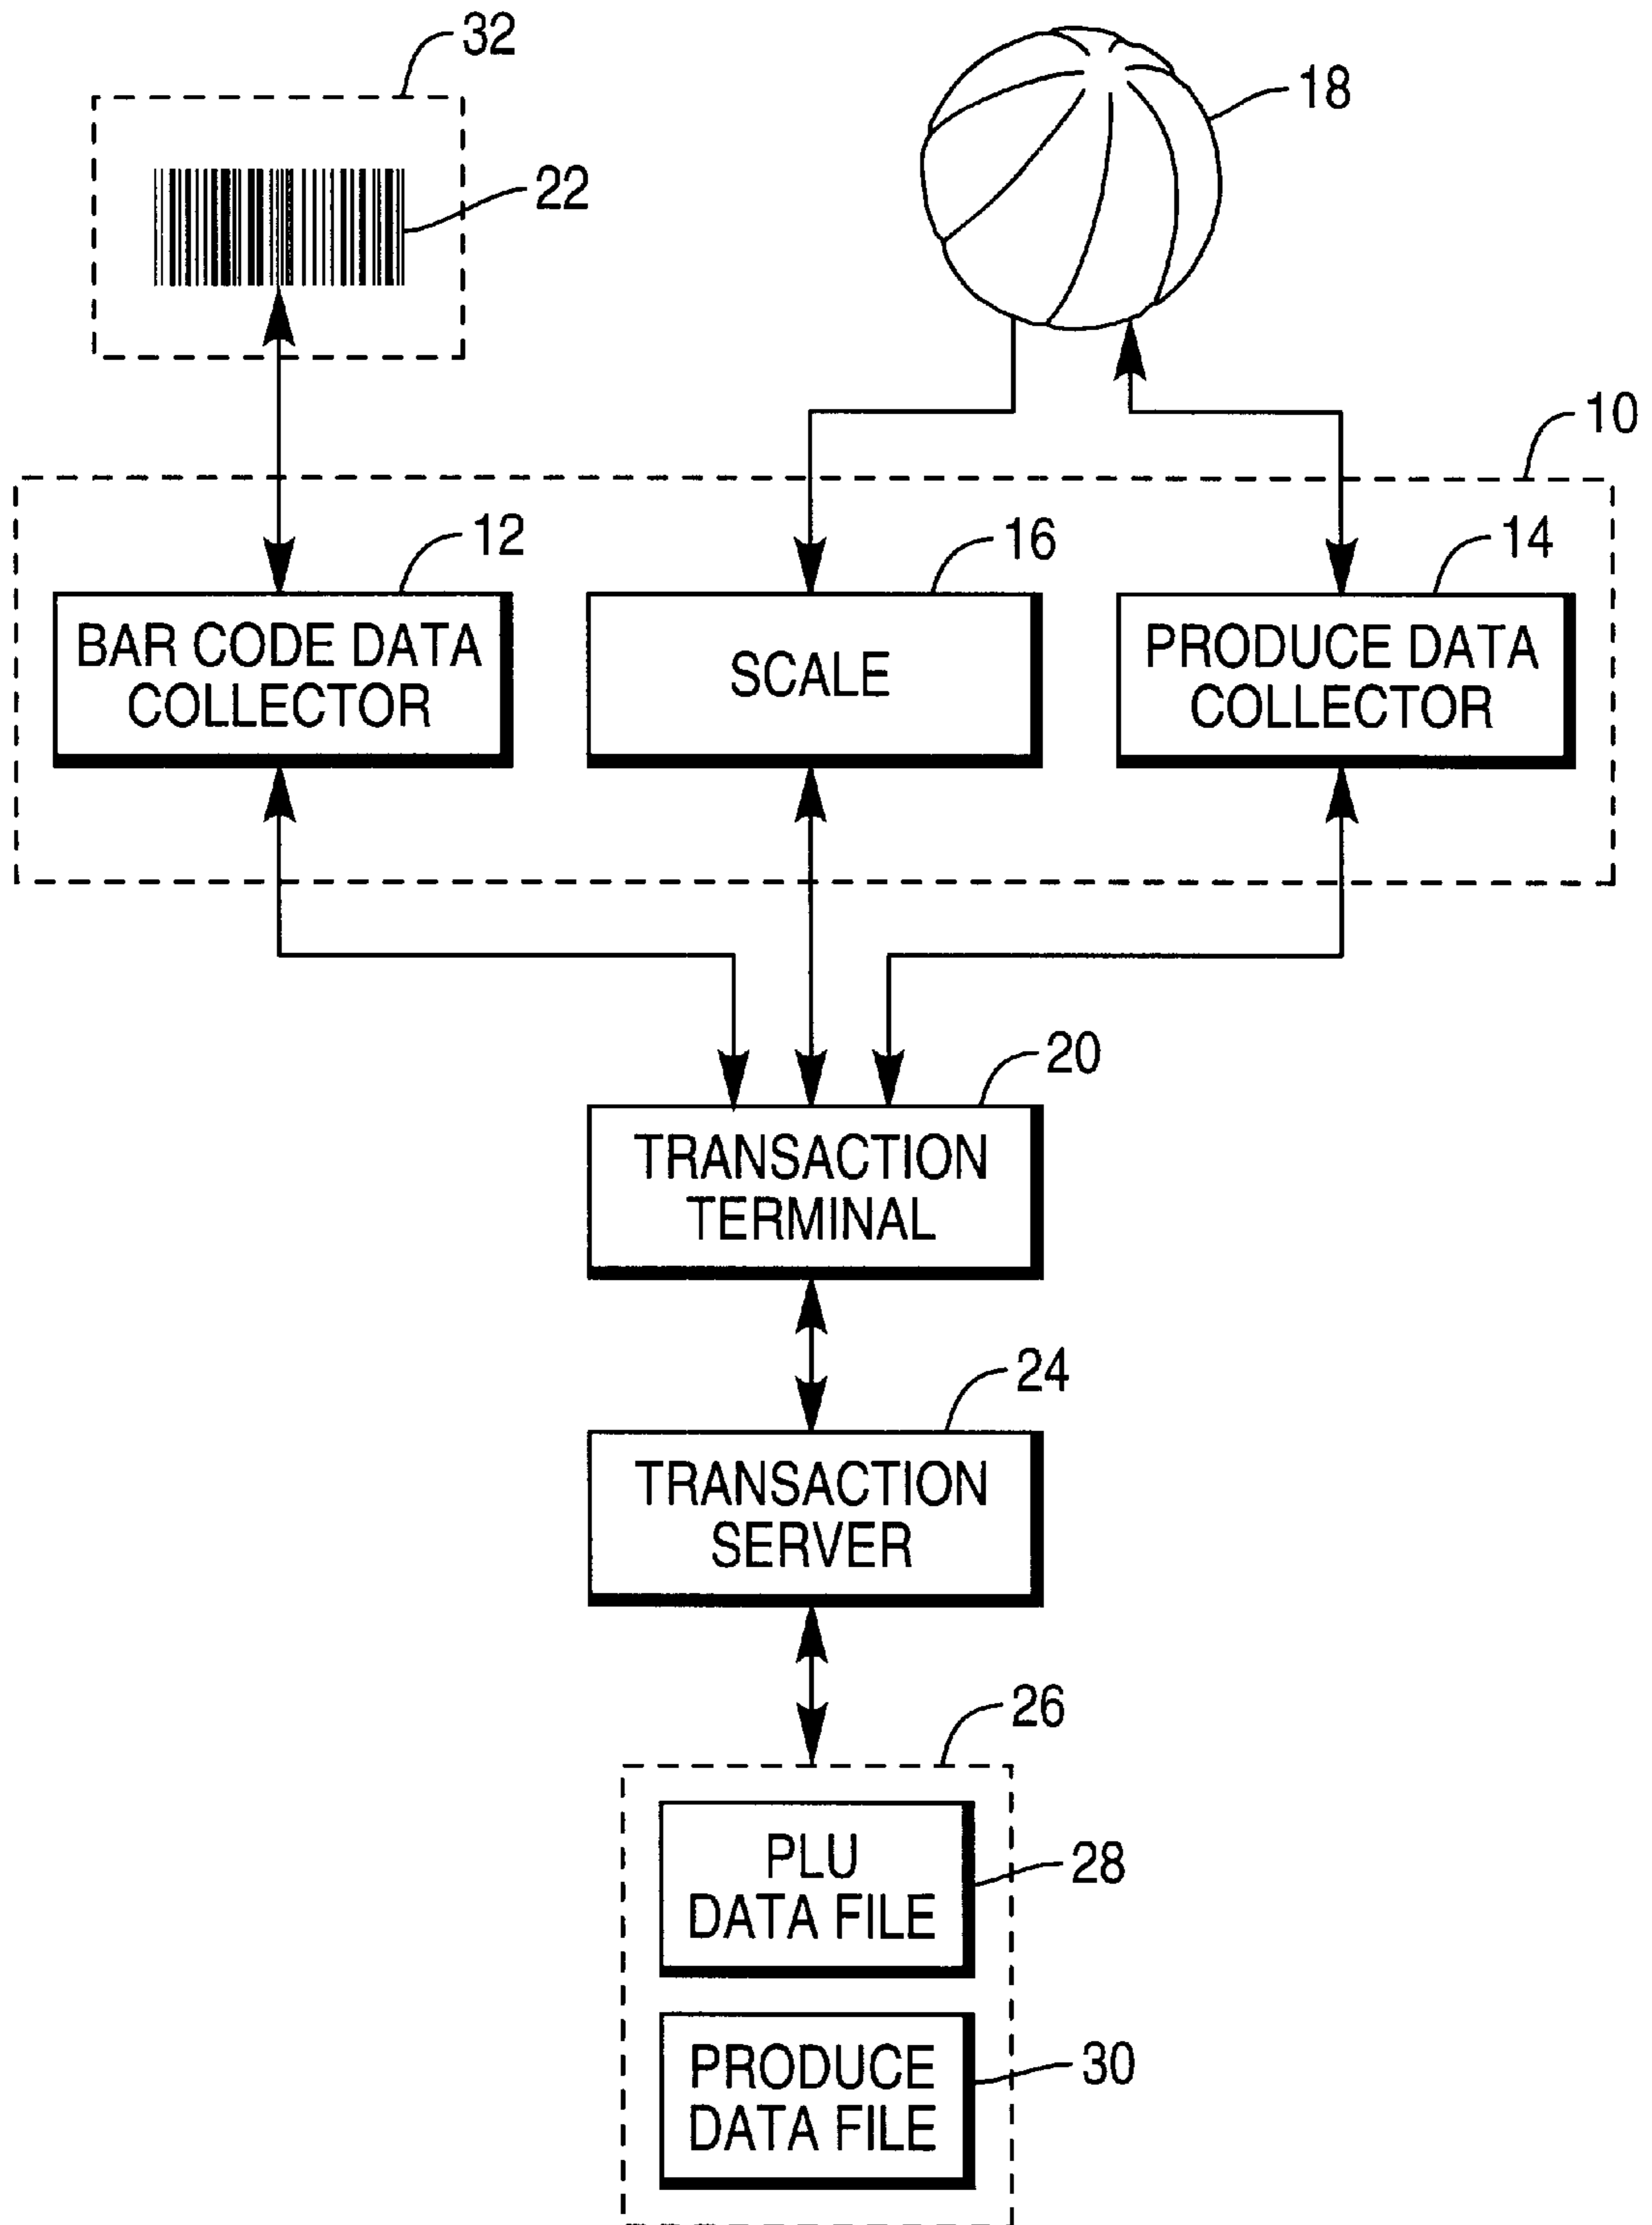 32
18
22
10
12
16
14
BAR CODE DATA
COLLECTOR
SCALE
PRODUCE DATA
COLLECTOR
20
TRANSACTION
TERMINAL
24
TRANSACTION
SERVER
26
PLU
DATA FILE
28
PRODUCE
DATA FILE
30